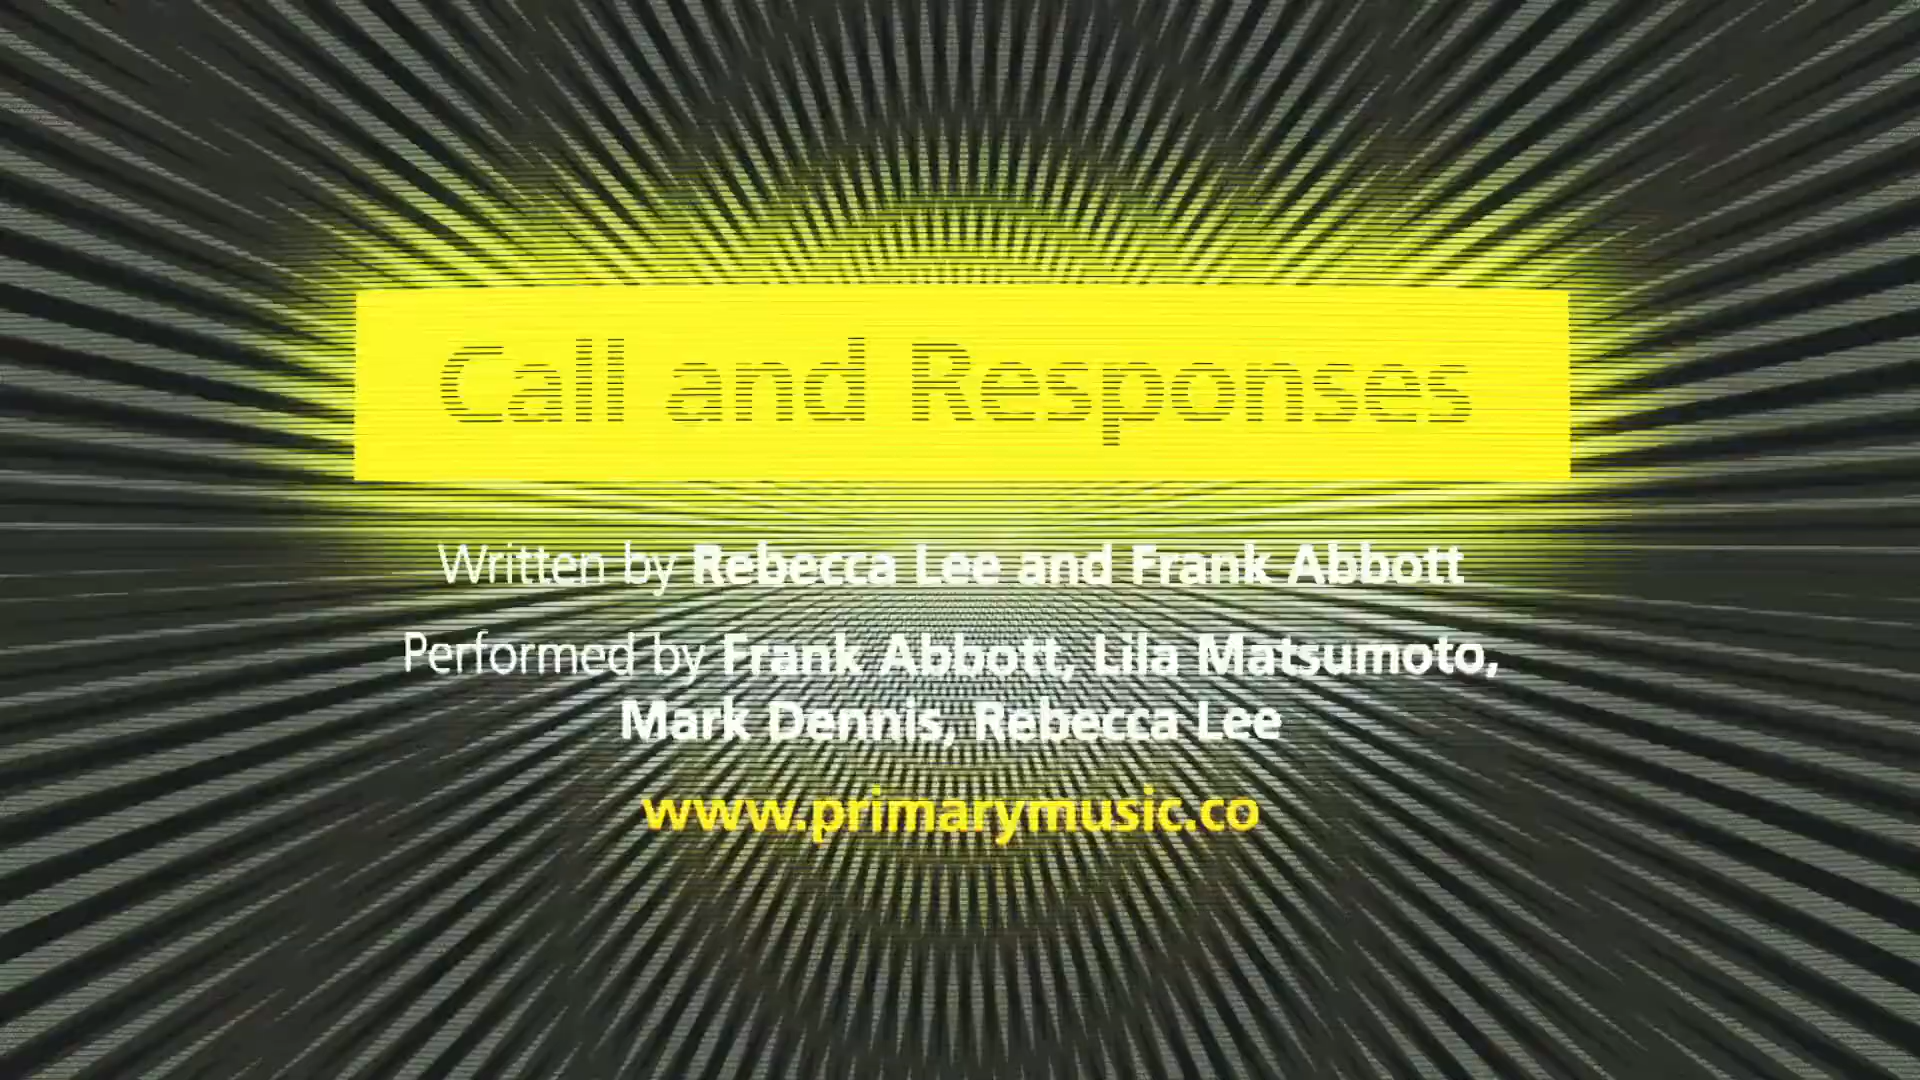 Call and Responses
Written by Rebecca Lee and Frank Abbott
Performed by Frank Abbott, Lila Matsumoto,
Mark Dennis, Rebecca Lee
www.primarymusic.co